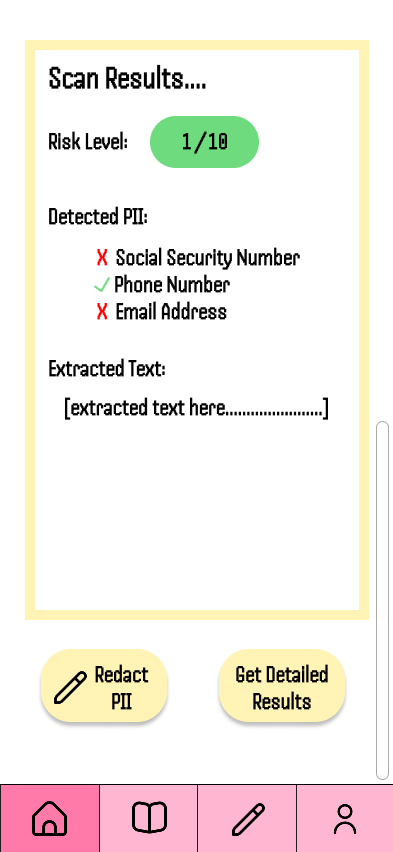 Scan Results....
Risk Level: 1/10
Detected PII:
X Social Security Number
✓ Phone Number
X Email Address
Extracted Text:
[extracted text here.......................]
Redact
PII
Get Detailed
Results